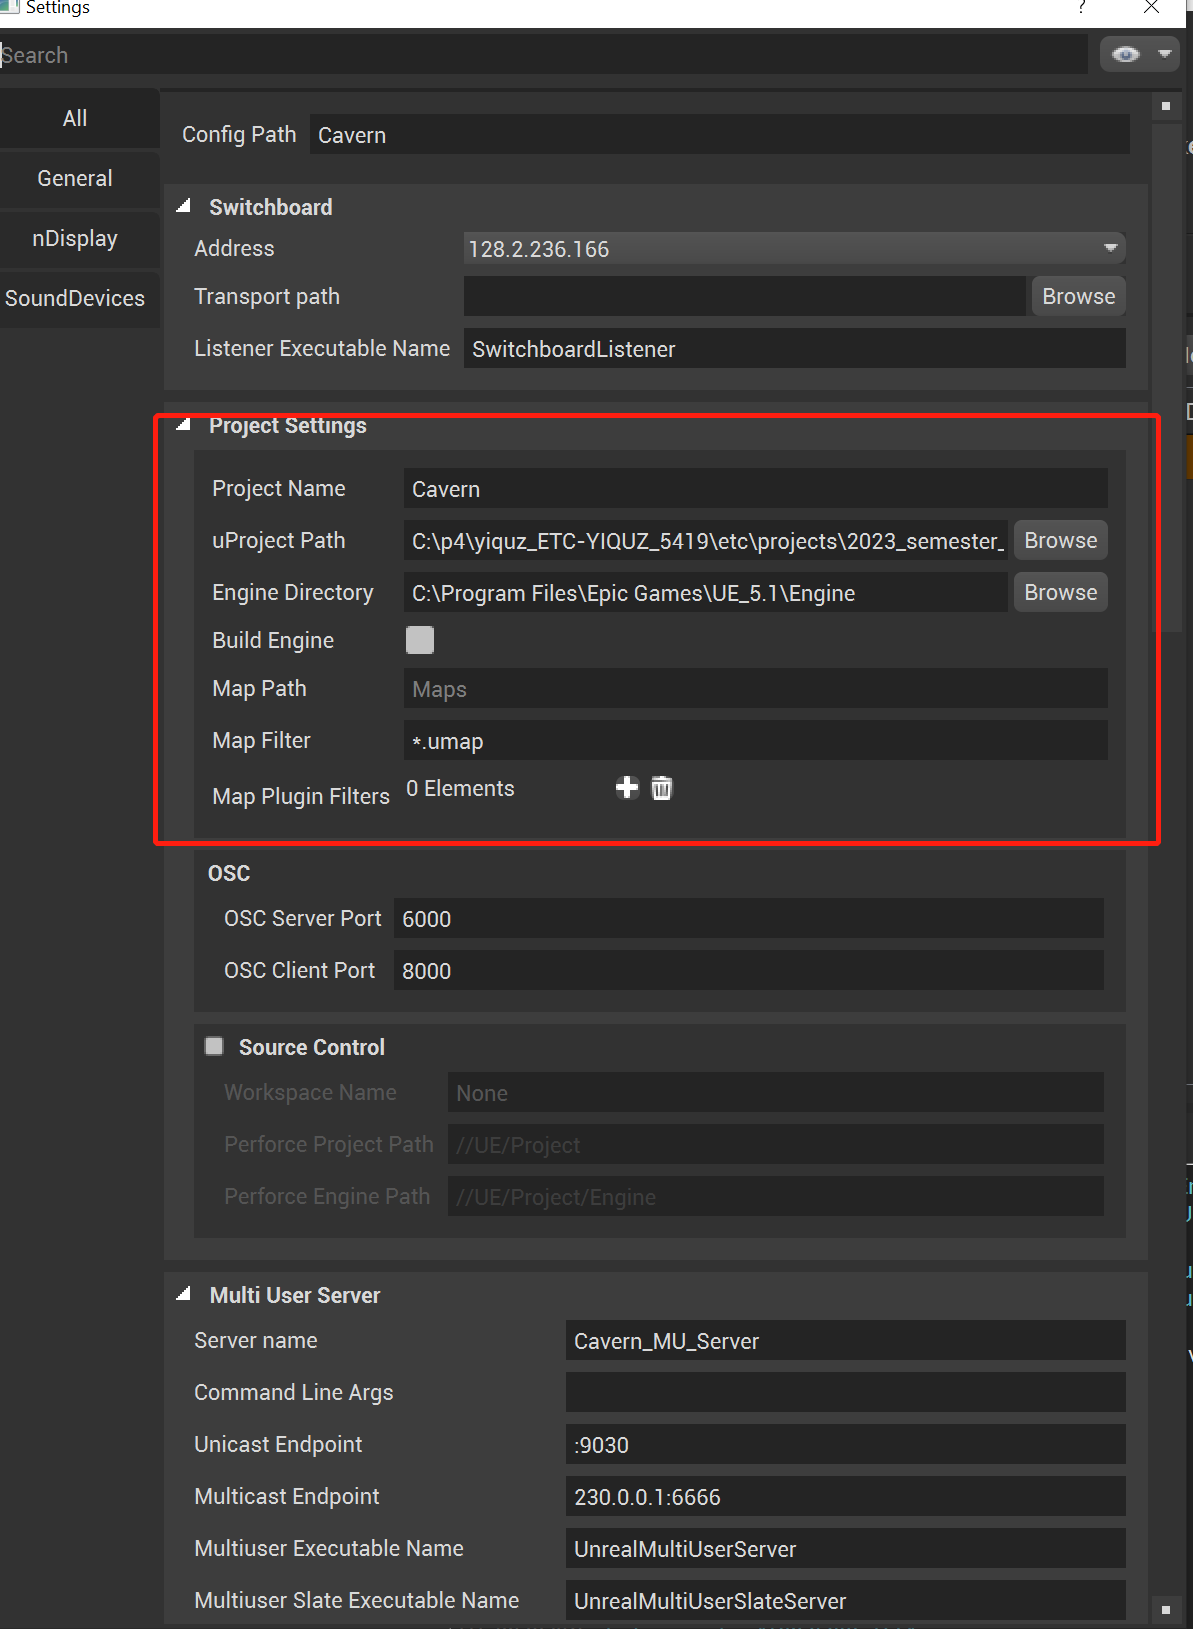 Settings
?
Search
All
General
nDisplay
SoundDevices
Config Path Cavern
Switchboard
Address 128.2.236.166
Transport path Browse
Listener Executable Name SwitchboardListener
Project Settings
Project Name Cavern
uProject Path C:\p4\yiquz_ETC-YIQUZ_5419\etc\projects\2023_semester_ Browse
Engine Directory C:\Program Files\Epic Games\UE_5.1\Engine Browse
Build Engine
Map Path Maps
Map Filter *.umap
Map Plugin Filters 0 Elements
OSC
OSC Server Port 6000
OSC Client Port 8000
Source Control
Workspace Name None
Perforce Project Path //UE/Project
Perforce Engine Path //UE/Project/Engine
Multi User Server
Server name Cavern_MU_Server
Command Line Args
Unicast Endpoint :9030
Multicast Endpoint 230.0.0.1:6666
Multiuser Executable Name UnrealMultiUserServer
Multiuser Slate Executable Name UnrealMultiUserSlateServer